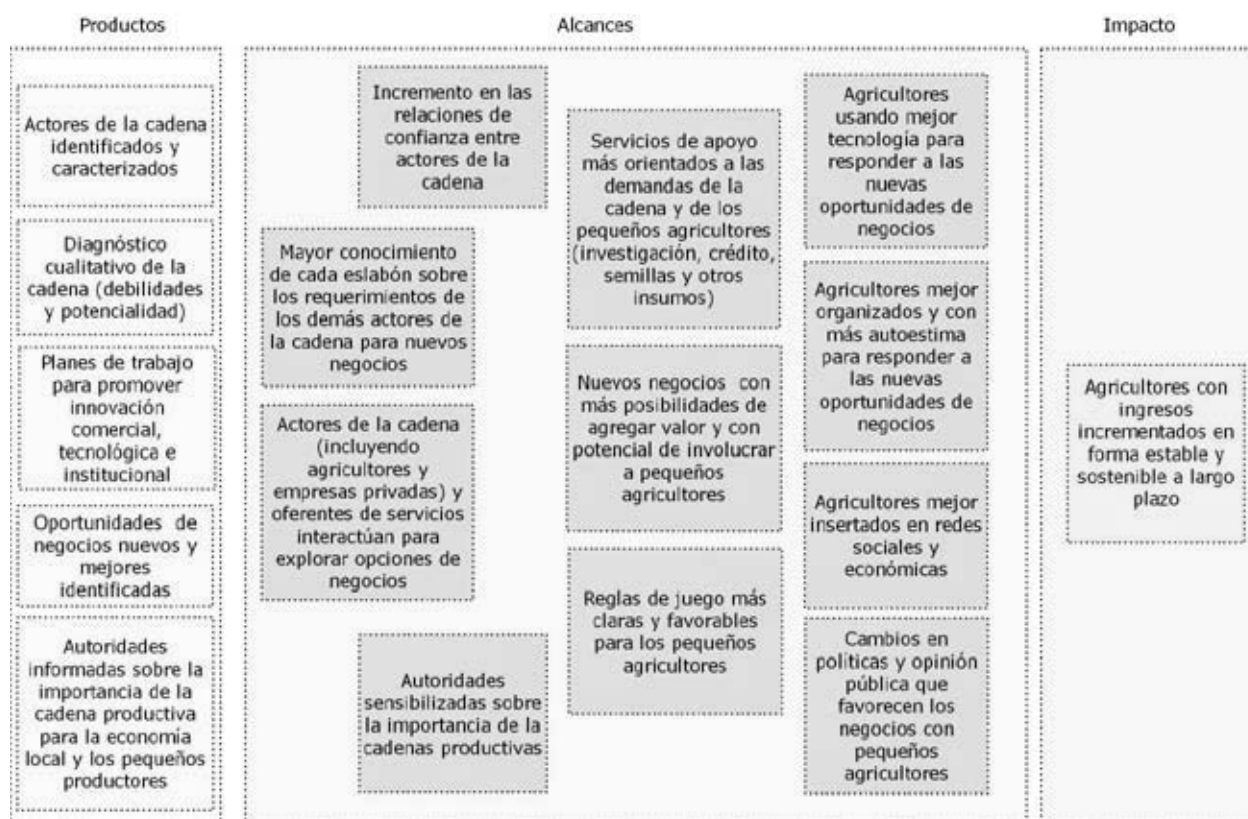 Productos
Alcances
Impacto
Actores de la cadena
identificados y
caracterizados
Diagnóstico
cualitativo de la
cadena (debilidades
y potencialidad)
Planes de trabajo
para promover
innovación
comercial,
tecnológica e
institucional
Oportunidades de
negocios nuevos y
mejores
identificadas
Autoridades
informadas sobre la
importancia de la
cadena productiva
para la economía
local y los pequeños
productores
Incremento en las
relaciones de
confianza entre
actores de la
cadena
Mayor conocimiento
de cada eslabón sobre
los requerimientos de
los demás actores de
la cadena para nuevos
negocios
Actores de la cadena
(incluyendo
agricultores y
empresas privadas) y
oferentes de servicios
interactúan para
explorar opciones de
negocios
Autoridades
sensibilizadas sobre
la importancia de la
cadenas productivas
Servicios de apoyo
más orientados a las
demandas de la
cadena y de los
pequeños agricultores
(investigación, crédito,
semillas y otros
insumos)
Nuevos negocios con
más posibilidades de
agregar valor y con
potencial de involucrar
a pequeños
agricultores
Reglas de juego más
claras y favorables
para los pequeños
agricultores
Agricultores
usando mejor
tecnología para
responder a las
nuevas
oportunidades de
negocios
Agricultores mejor
organizados y con
más autoestima
para responder a
las nuevas
oportunidades de
negocios
Agricultores mejor
insertados en redes
sociales y
económicas
Cambios en
políticas y opinión
pública que
favorecen los
negocios con
pequeños
agricultores
Agricultores con
ingresos
incrementados en
forma estable y
sostenible a largo
plazo